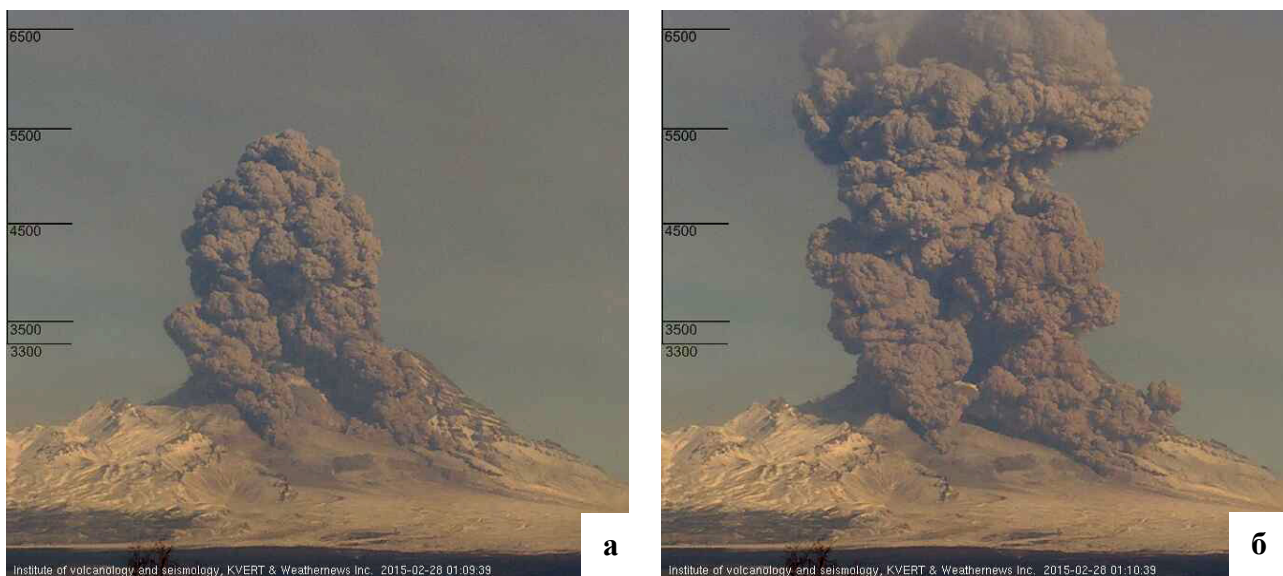 6500
5500
4500
3500
3300
а
Institute of volcanology and seismology, KVERT & Weathernews Inc. 2015-02-28 01:09:39
6500
5500
4500
3500
3300
б
Institute of volcanology and seismology, KVERT & Weathernews Inc. 2015-02-28 01:10:39